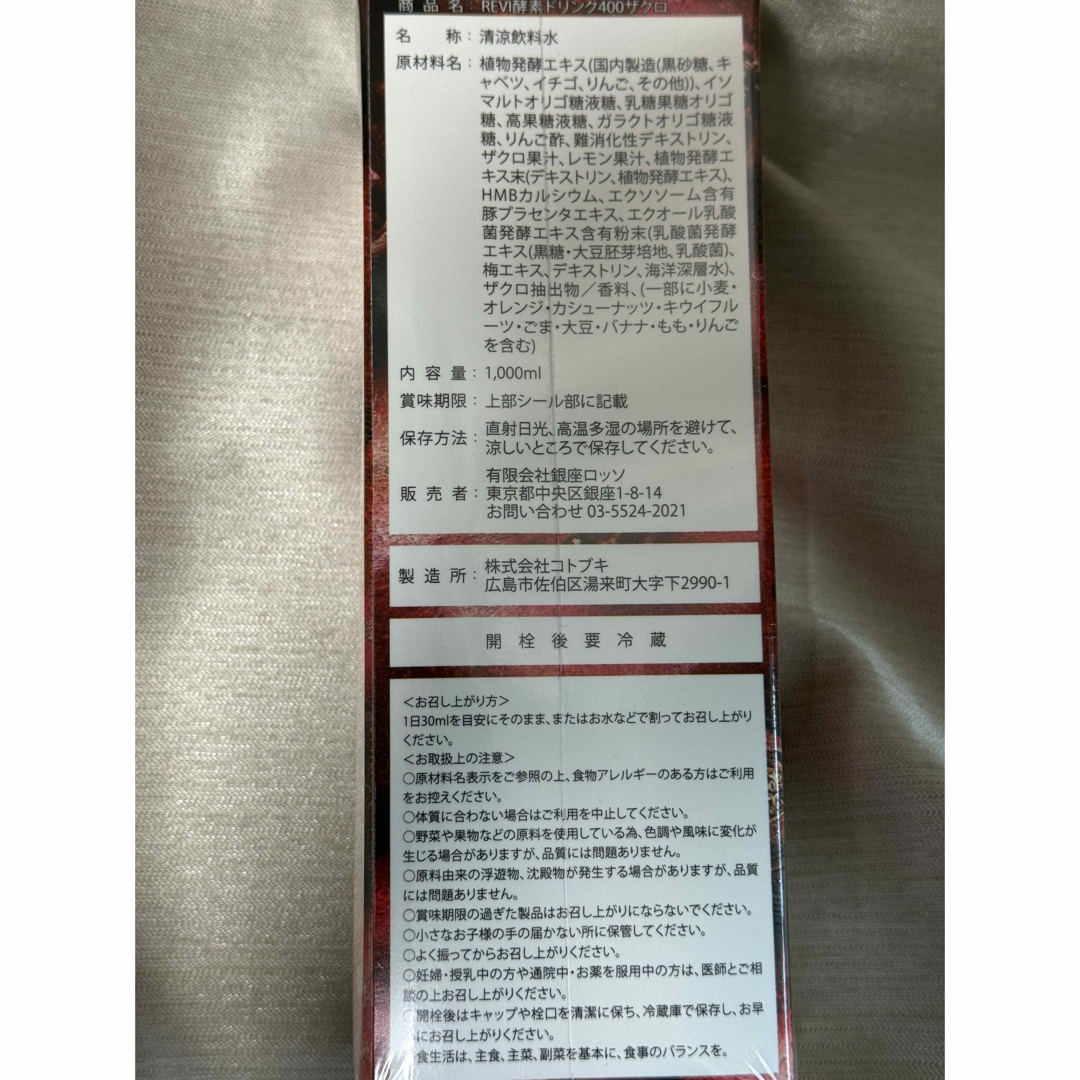 商品名：REVI酵素ドリンク400ザクロ
名称：清涼飲料水
原材料名：植物発酵エキス(国内製造(黒砂糖、キ
ャベツ、イチゴ、りんご、その他))、イソ
マルトオリゴ糖液糖、乳糖果糖オリゴ
糖、高果糖液糖、ガラクトオリゴ糖液
糖、りんご酢、難消化性デキストリン、
ザクロ果汁、レモン果汁、植物発酵エ
キス末(デキストリン、植物発酵エキス)、
HMBカルシウム、エクソソーム含有
豚プラセンタエキス、エクオール乳酸
菌発酵エキス含有粉末(乳酸菌発酵
エキス(黒糖・大豆胚芽培地、乳酸菌)、
梅エキス、デキストリン、海洋深層水)、
ザクロ抽出物／香料、(一部に小麦・
オレンジ・カシューナッツ・キウイフル
ーツ・ごま・大豆・バナナ・もも・りんご
を含む)
内容量：1,000ml
賞味期限：上部シール部に記載
保存方法：直射日光、高温多湿の場所を避けて、
涼しいところで保存してください。
販売者：有限会社銀座ロッソ
東京都中央区銀座1-8-14
お問い合わせ 03-5524-2021
製造所：株式会社コトブキ
広島市佐伯区湯来町大字下2990-1
開栓後要冷蔵
＜お召し上がり方＞
1日30mlを目安にそのまま、またはお水などで割ってお召し上がり
ください。
＜お取扱上の注意＞
○原材料名表示をご参照の上、食物アレルギーのある方はご利用
をお控えください。
○体質に合わない場合はご利用を中止してください。
○野菜や果物などの原料を使用している為、色調や風味に変化が
生じる場合がありますが、品質には問題ありません。
○原料由来の浮遊物、沈殿物が発生する場合がありますが、品質
には問題ありません。
○賞味期限の過ぎた製品はお召し上がりにならないでください。
○小さなお子様の手の届かない所に保管してください。
○よく振ってからお召し上がりください。
○妊婦・授乳中の方や通院中・お薬を服用中の方は、医師とご相
談の上お召し上がりください。
○開栓後はキャップや栓口を清潔に保ち、冷蔵庫で保存し、お早
めにお召し上がりください。
○食生活は、主食、主菜、副菜を基本に、食事のバランスを。